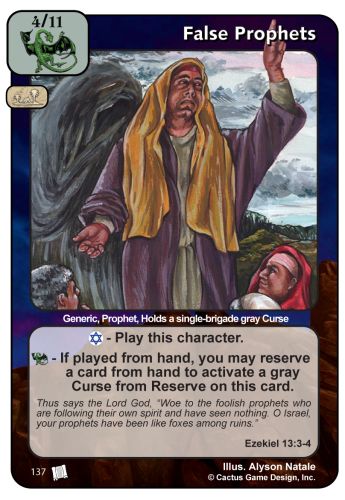 4/11
False Prophets
Generic, Prophet, Holds a single-brigade gray Curse
- Play this character.
- If played from hand, you may reserve
a card from hand to activate a gray
Curse from Reserve on this card.
Thus says the Lord God, “Woe to the foolish prophets who
are following their own spirit and have seen nothing. O Israel,
your prophets have been like foxes among ruins.”
Ezekiel 13:3-4
Illus. Alyson Natale
137
© Cactus Game Design, Inc.